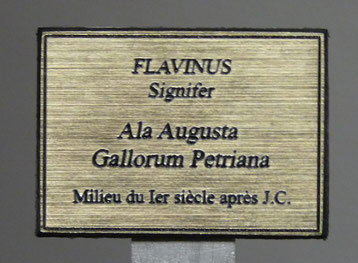 FLAVINUS
Signifer
Ala Augusta
Gallorum Petriana
Milieu du Ier siècle après J.C.